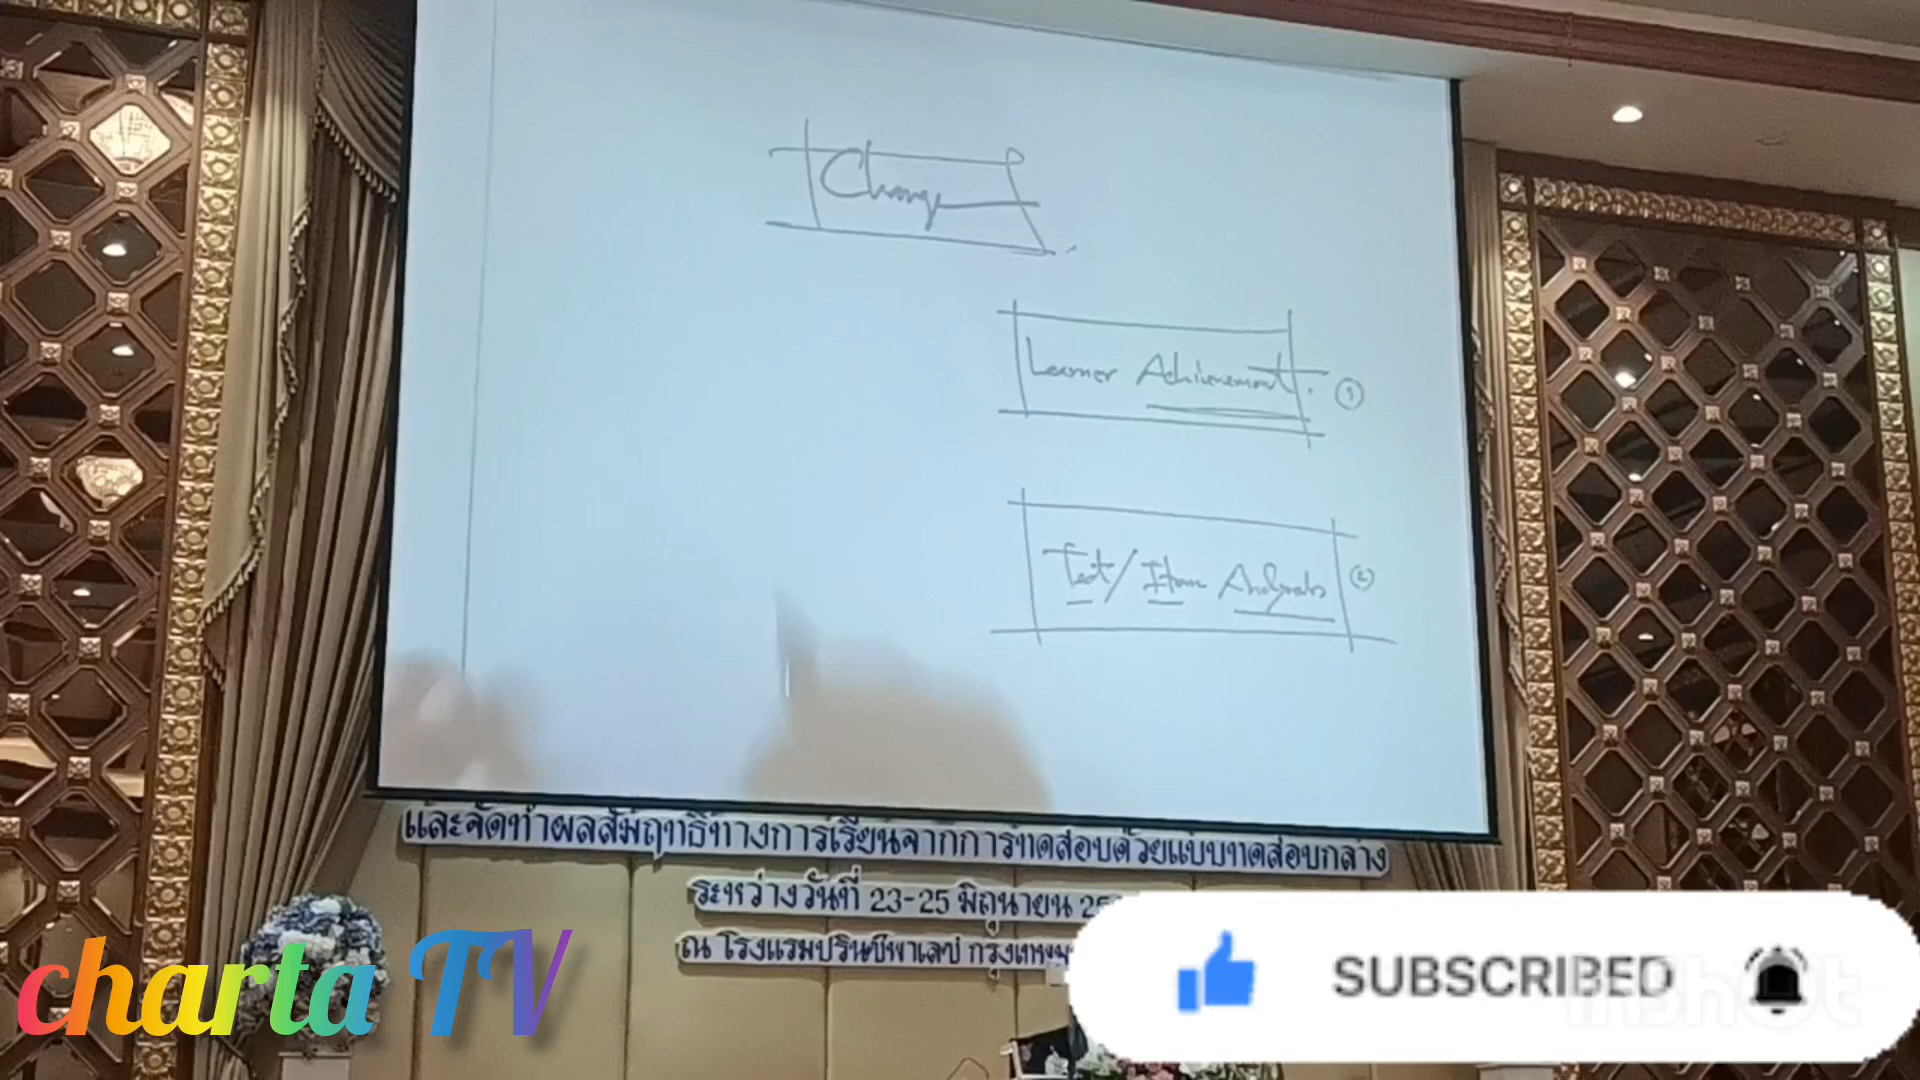 Change
Learner Achievement. ①
Test/Item Analysis ②
และจัดทำผลสัมฤทธิ์ทางการเรียนจากการทดสอบด้วยแบบทดสอบกลาง
ระหว่างวันที่ 23-25 มิถุนายน
ณ โรงแรมปรินซ์พาเลซ
charta TV
SUBSCRIBED
InShot